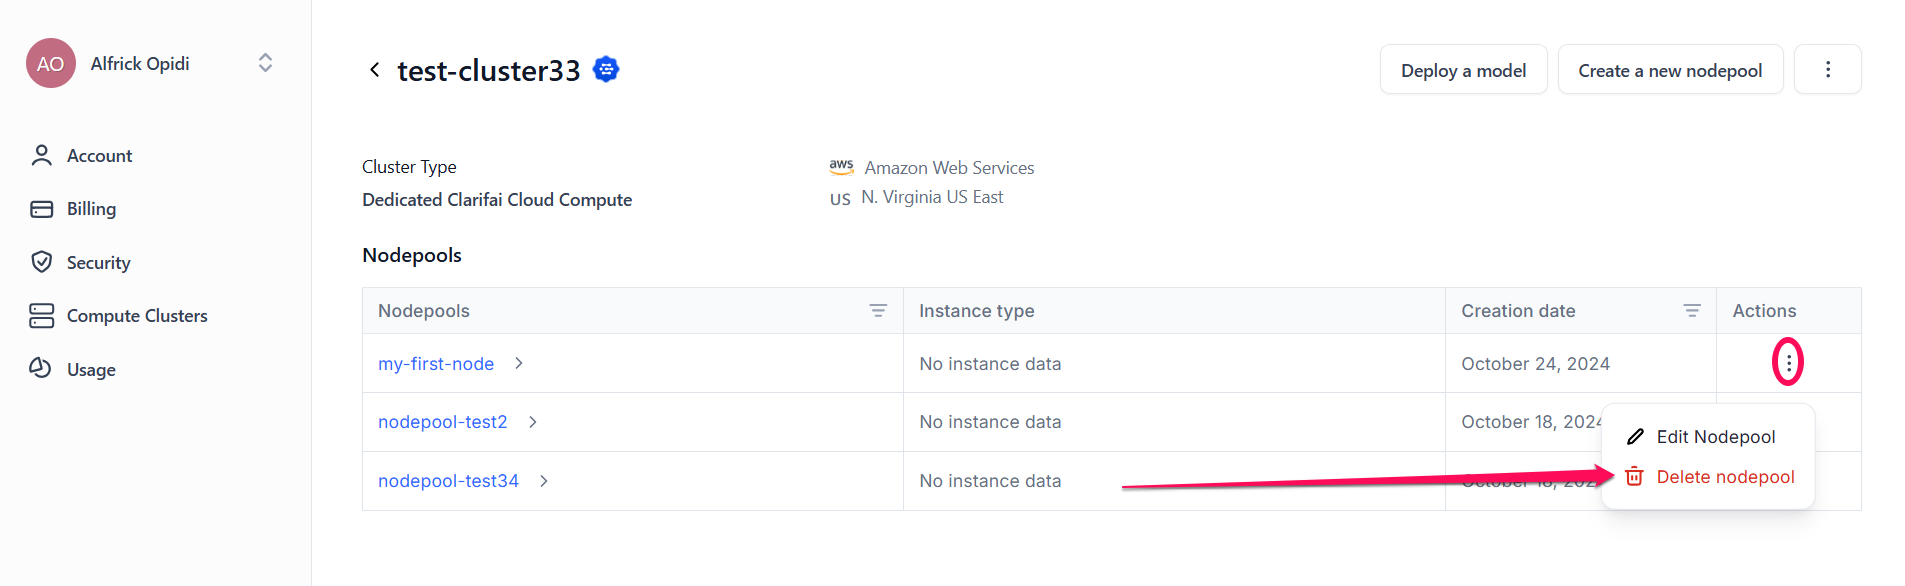 AO Alfrick Opidi
Account
Billing
Security
Compute Clusters
Usage
test-cluster33
Deploy a model
Create a new nodepool
Cluster Type
Dedicated Clarifai Cloud Compute
aws Amazon Web Services
US N. Virginia US East
Nodepools
Nodepools Instance type Creation date Actions
my-first-node No instance data October 24, 2024
nodepool-test2 No instance data October 18, 2024
nodepool-test34 No instance data
Edit Nodepool
Delete nodepool